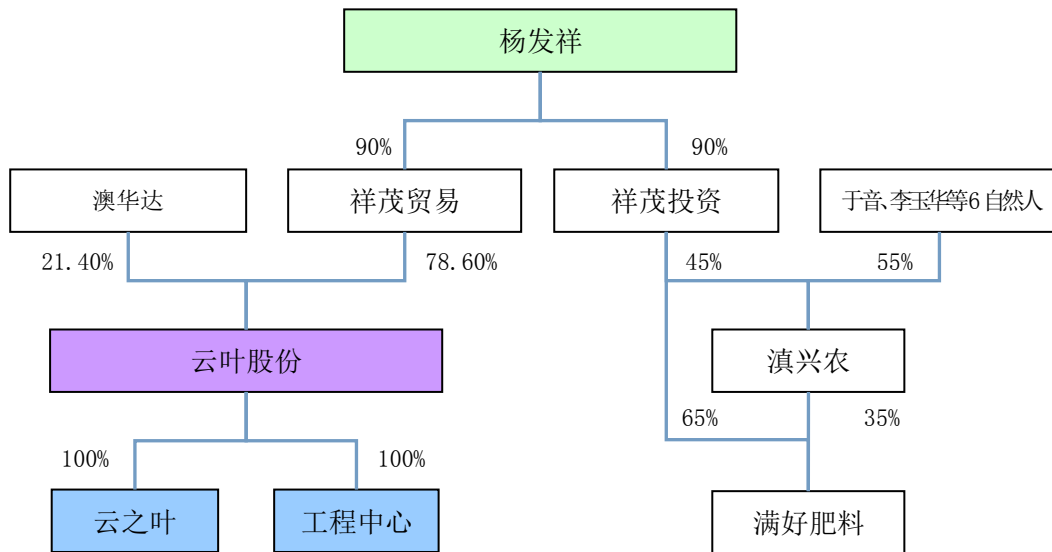 杨发祥
90%
90%
澳华达
祥茂贸易
祥茂投资
于音、李玉华等6自然人
21.40%
78.60%
45%
55%
云叶股份
滇兴农
65%
35%
100%
100%
云之叶
工程中心
满好肥料